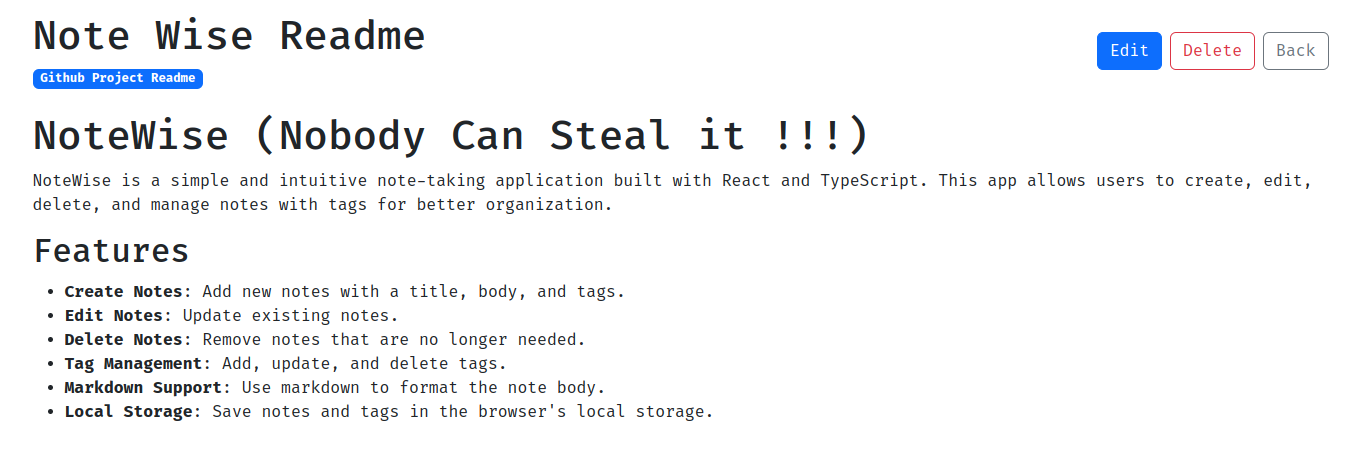 Note Wise Readme
Edit
Delete
Back
Github Project Readme
NoteWise (Nobody Can Steal it !!!)
NoteWise is a simple and intuitive note-taking application built with React and TypeScript. This app allows users to create, edit,
delete, and manage notes with tags for better organization.
Features
• Create Notes: Add new notes with a title, body, and tags.
• Edit Notes: Update existing notes.
• Delete Notes: Remove notes that are no longer needed.
• Tag Management: Add, update, and delete tags.
• Markdown Support: Use markdown to format the note body.
• Local Storage: Save notes and tags in the browser's local storage.